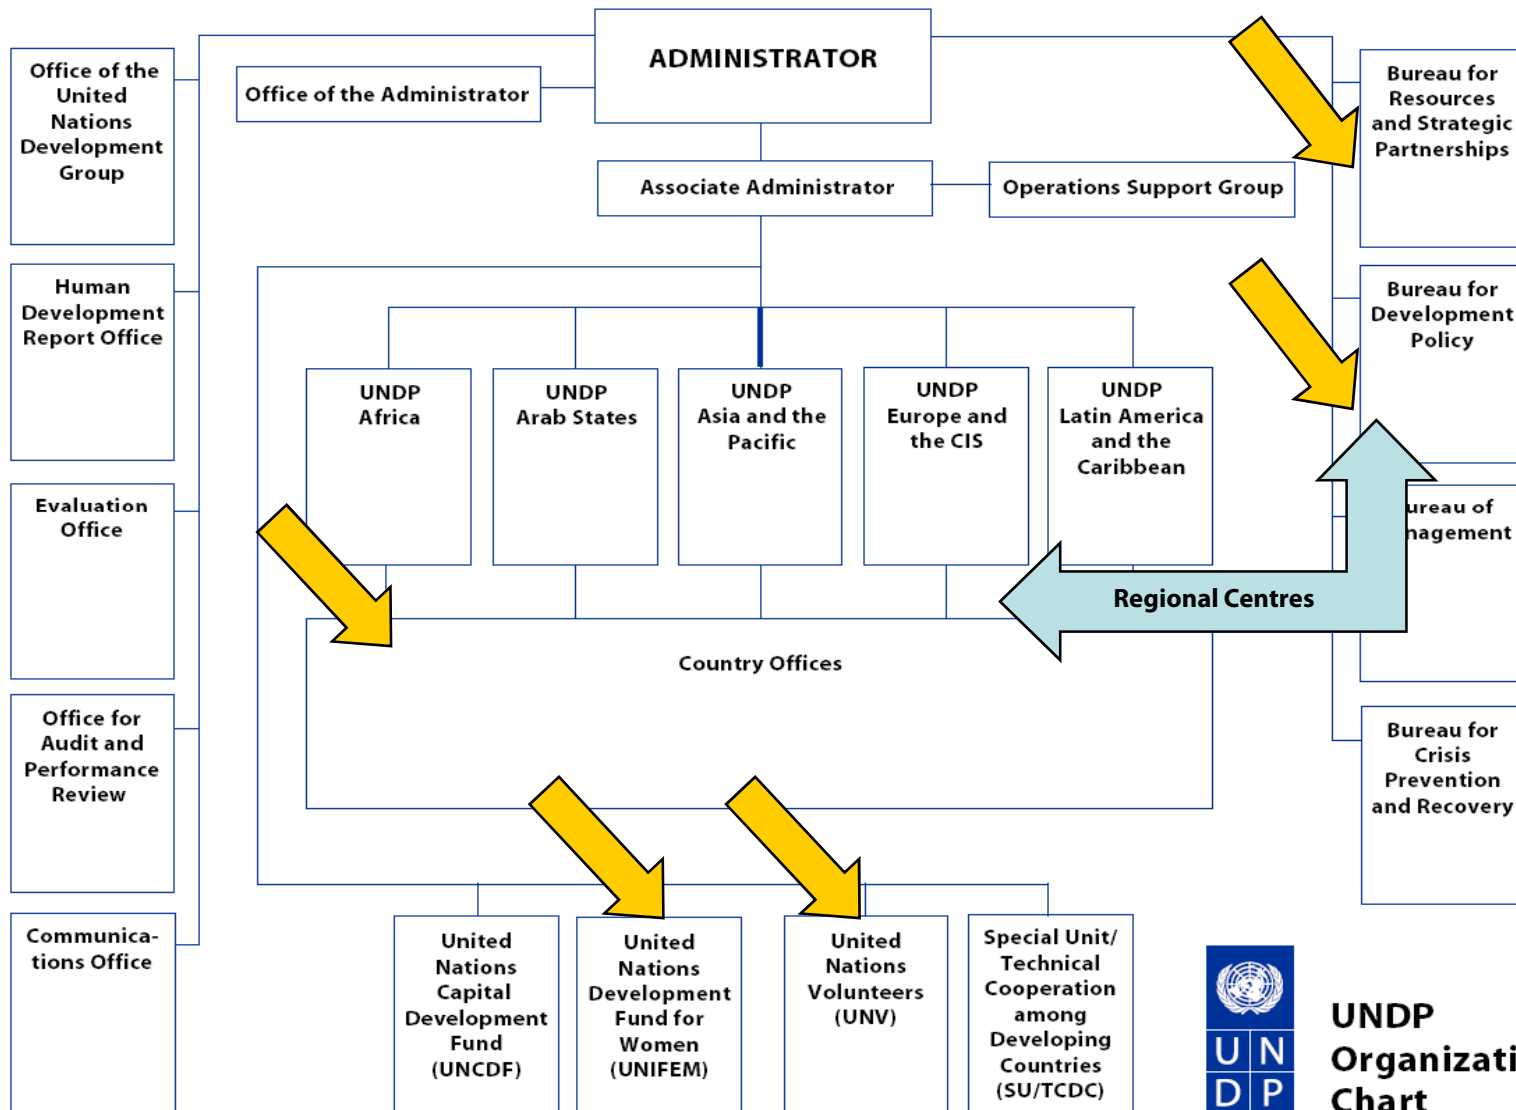 ADMINISTRATOR
Office of the Administrator
Associate Administrator
Operations Support Group
Office of the
United
Nations
Development
Group
Human
Development
Report Office
Evaluation
Office
Office for
Audit and
Performance
Review
Communica-
tions Office
Bureau for
Resources
and Strategic
Partnerships
Bureau for
Development
Policy
ureau of
nagement
Bureau for
Crisis
Prevention
and Recovery
UNDP
Africa
UNDP
Arab States
UNDP
Asia and the
Pacific
UNDP
Europe and
the CIS
UNDP
Latin America
and the
Caribbean
Regional Centres
Country Offices
United
Nations
Capital
Development
Fund
(UNCDF)
United
Nations
Development
Fund for
Women
(UNIFEM)
United
Nations
Volunteers
(UNV)
Special Unit/
Technical
Cooperation
among
Developing
Countries
(SU/TCDC)
U N
D P
UNDP
Organizati
Chart